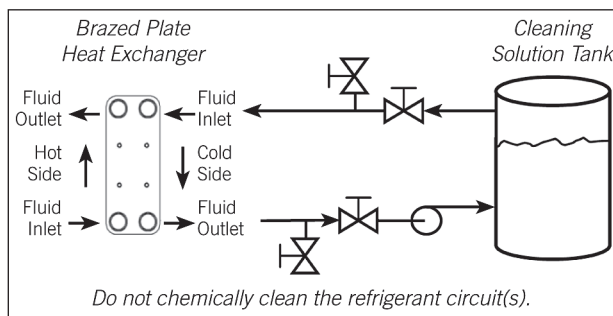 Brazed Plate
Heat Exchanger
Cleaning
Solution Tank
Fluid
Outlet
Fluid
Inlet
Hot
Side
Cold
Side
Fluid
Inlet
Fluid
Outlet
Do not chemically clean the refrigerant circuit(s).